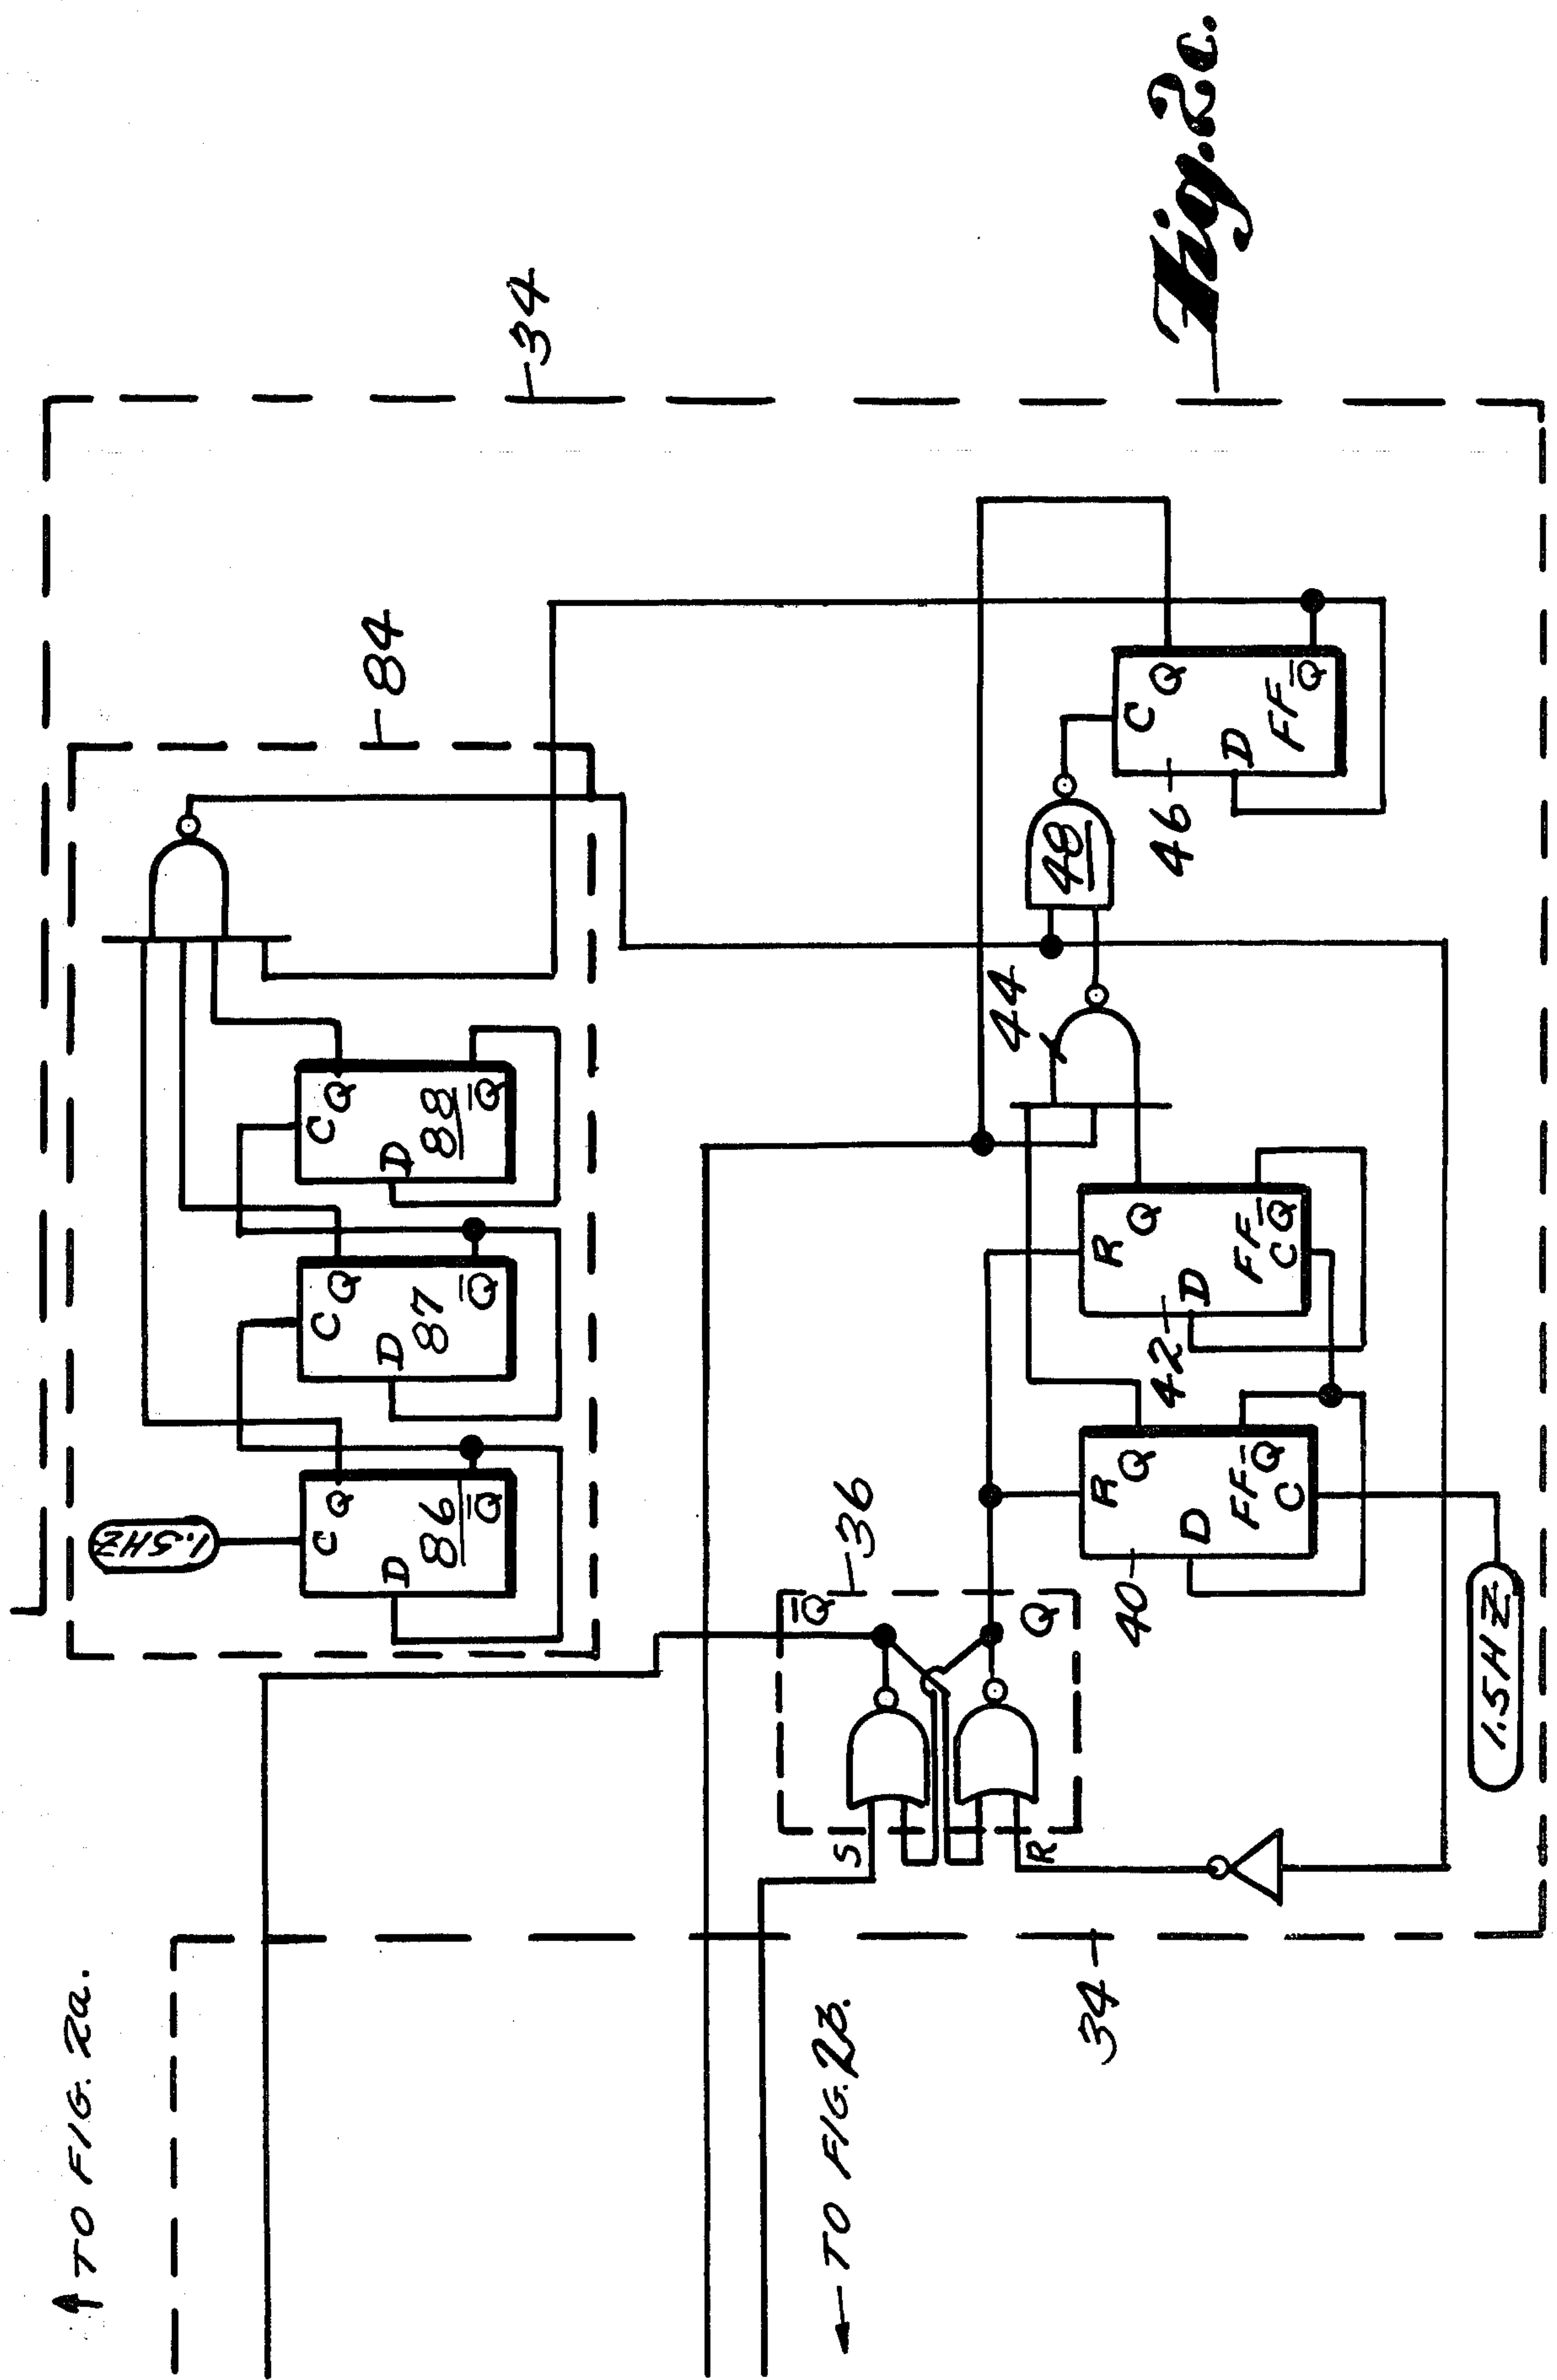 ↑ TO FIG. 2a.
34
84
1.5HZ
C
Q
D
86
Q̅
C
Q
D
87
Q̅
C
Q
D
88
Q̅
← TO FIG. 2b.
34
S
R
Q̅
Q
36
40
R
Q
D
FF
Q̅
C
42
R
Q
D
FF
Q̅
C
44
48
46
C
Q
D
FF
Q̅
1.5HZ
Fig. 2c.